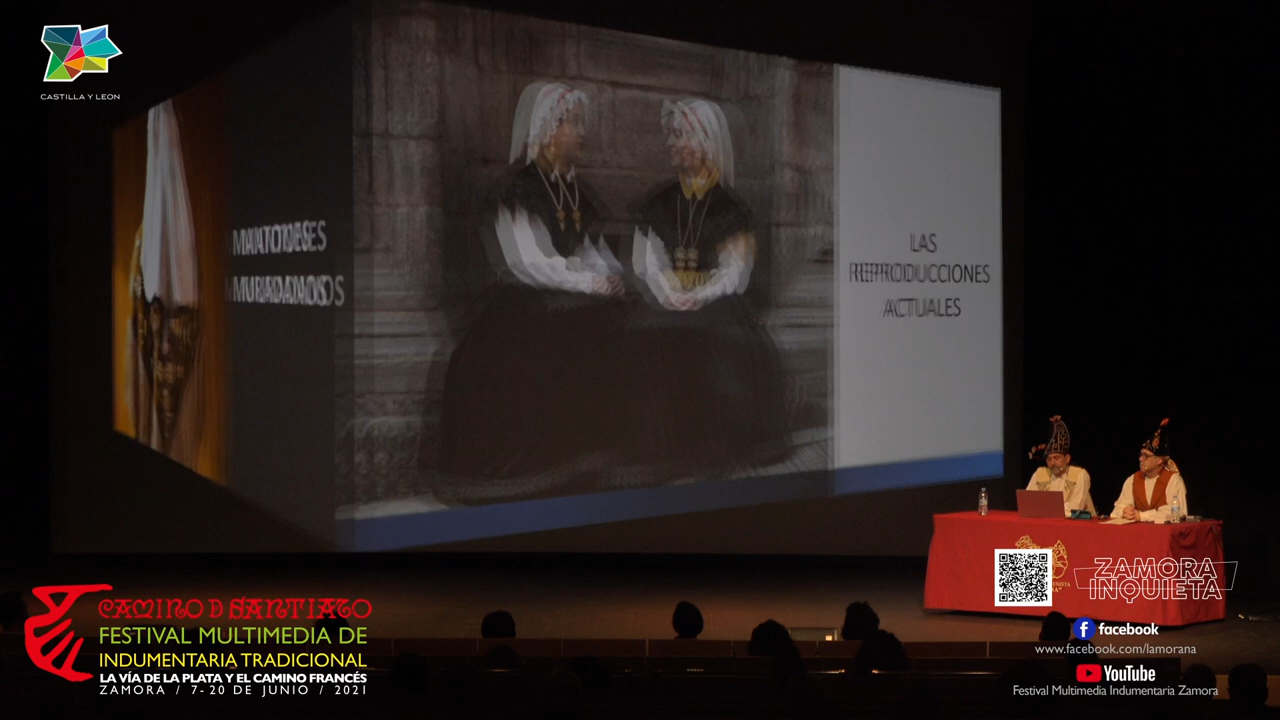 CASTILLA Y LEON
LAS
REPRODUCCIONES
ACTUALES
CAMINO D SANTIAGO
FESTIVAL MULTIMEDIA DE
INDUMENTARIA TRADICIONAL
LA VÍA DE LA PLATA Y EL CAMINO FRANCÉS
ZAMORA / 7-20 DE JUNIO / 2021
ZAMORA
INQUIETA
facebook
www.facebook.com/lamorana
YouTube
Festival Multimedia Indumentaria Zamora